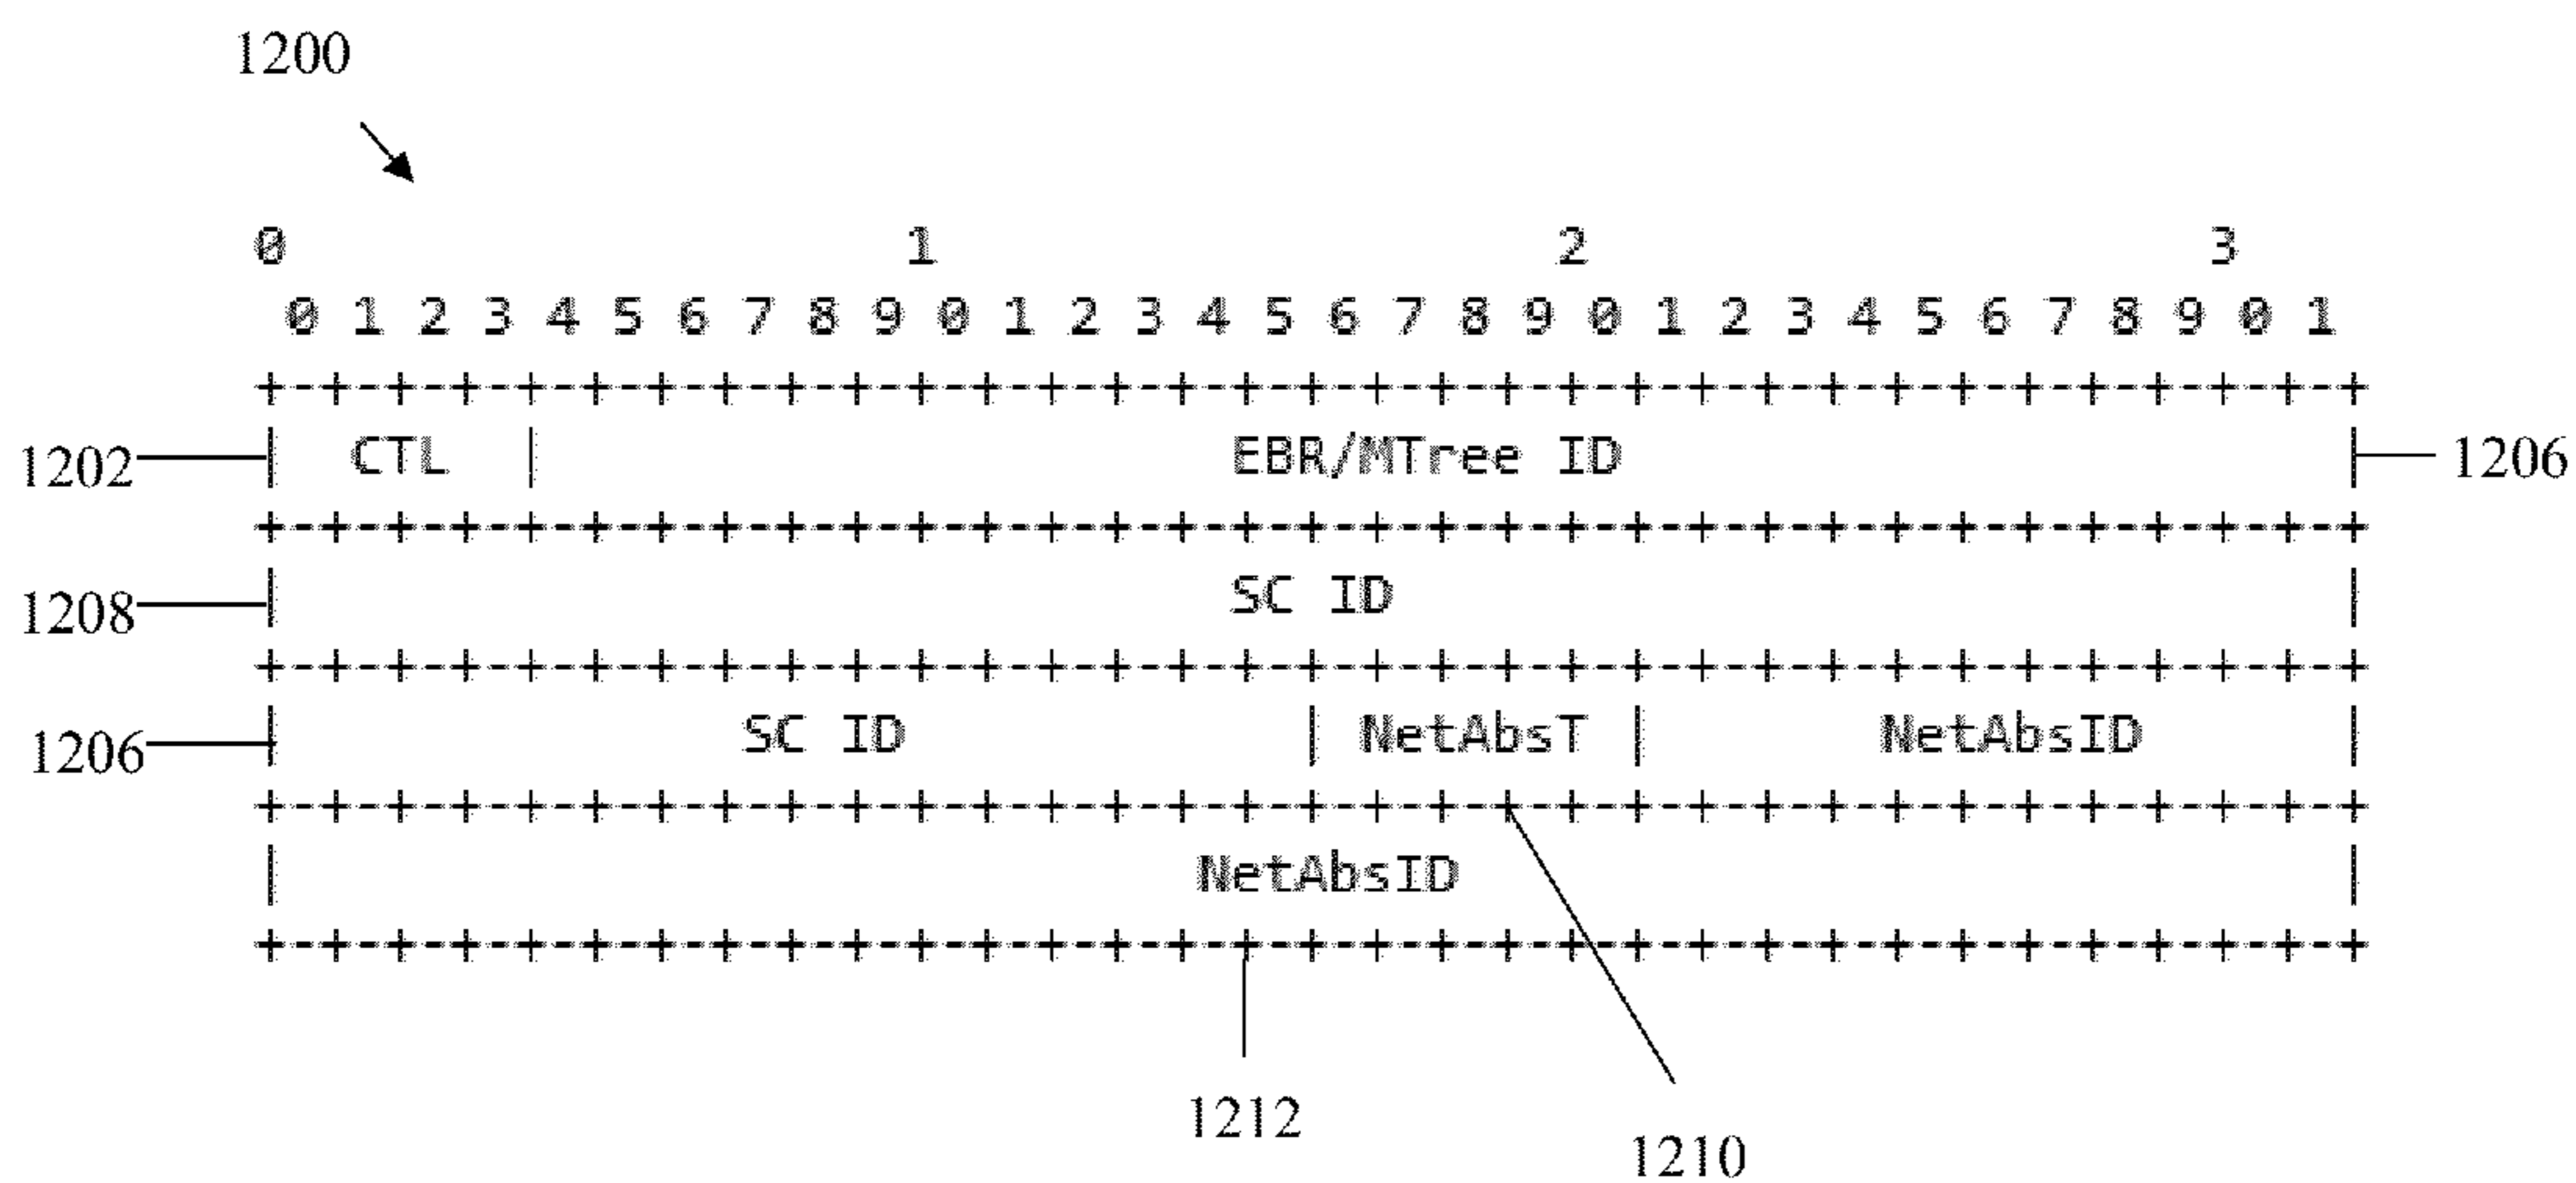 1200
0 1 2 3
0 1 2 3 4 5 6 7 8 9 0 1 2 3 4 5 6 7 8 9 0 1 2 3 4 5 6 7 8 9 0 1
+-+-+-+-+-+-+-+-+-+-+-+-+-+-+-+-+-+-+-+-+-+-+-+-+-+-+-+-+-+-+-+-+
1202 | CTL | EBR/MTree ID | 1206
+-+-+-+-+-+-+-+-+-+-+-+-+-+-+-+-+-+-+-+-+-+-+-+-+-+-+-+-+-+-+-+-+
1208 | SC ID |
+-+-+-+-+-+-+-+-+-+-+-+-+-+-+-+-+-+-+-+-+-+-+-+-+-+-+-+-+-+-+-+-+
1206 | SC ID | NetAbsT | NetAbsID |
+-+-+-+-+-+-+-+-+-+-+-+-+-+-+-+-+-+-+-+-+-+-+-+-+-+-+-+-+-+-+-+-+
| NetAbsID |
+-+-+-+-+-+-+-+-+-+-+-+-+-+-+-+-+-+-+-+-+-+-+-+-+-+-+-+-+-+-+-+-+
1212
1210